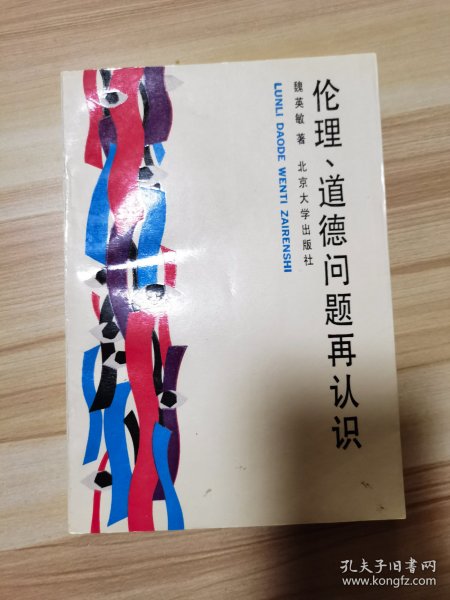 伦理、道德问题再认识
魏英敏 著 北京大学出版社
LUNLI DAODE WENTI ZAIRENSHI
孔夫子旧书网
www.kongfz.com